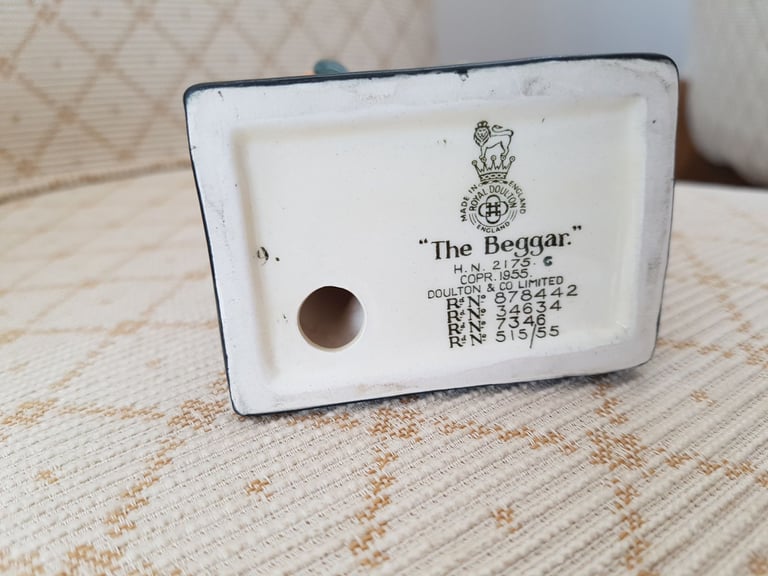 MADE IN ENGLAND
ROYAL DOULTON
ENGLAND
"The Beggar."
H.N. 2175. G
COPR. 1955.
DOULTON & CO LIMITED
Rd No 878442
Rd No 34634
Rd No 7346
Rd No 515/55
9.